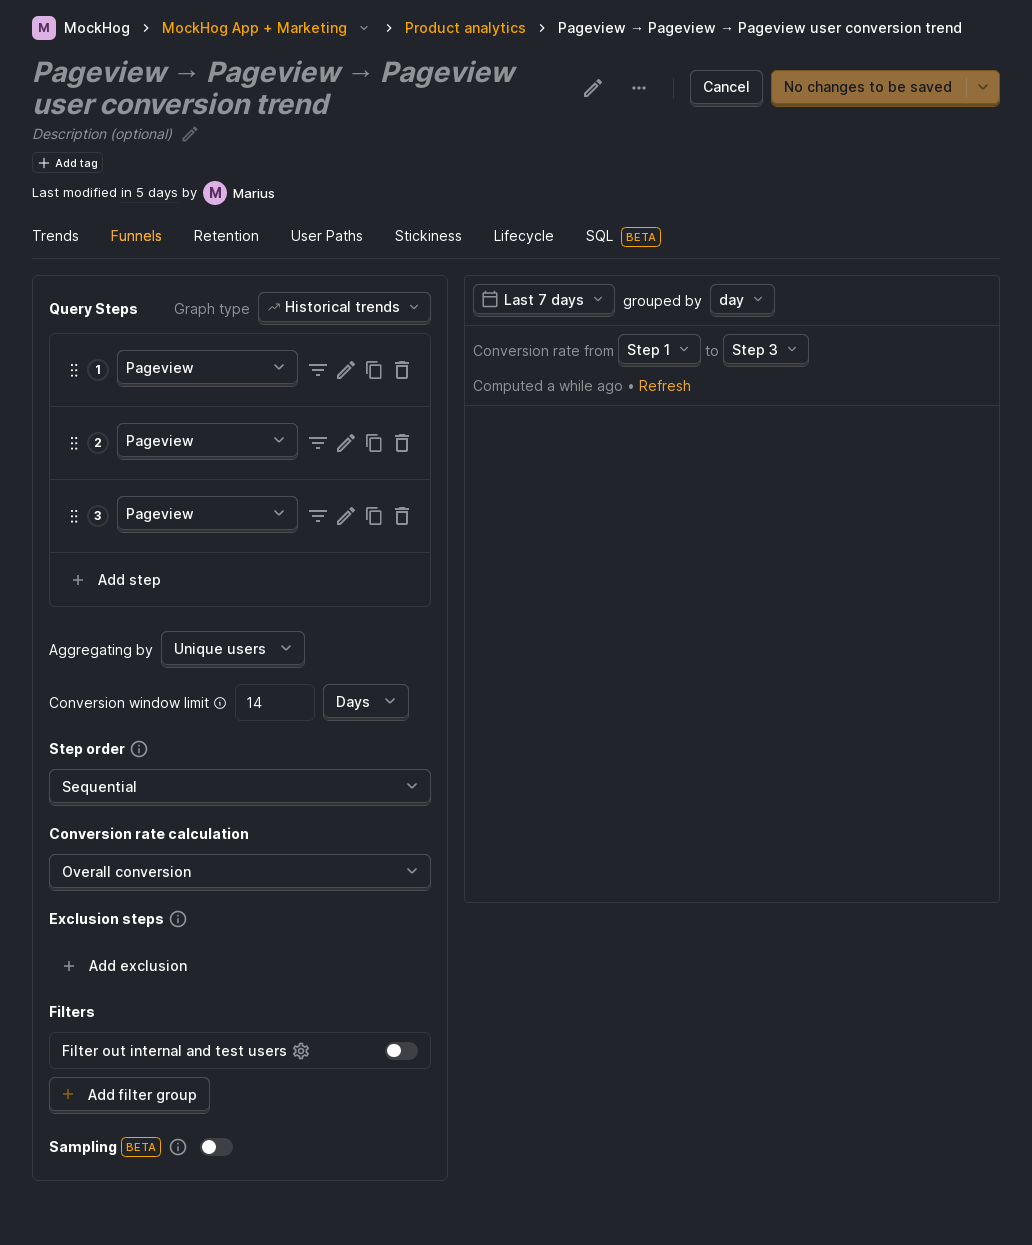 M MockHog > MockHog App + Marketing > Product analytics > Pageview → Pageview → Pageview user conversion trend
Pageview → Pageview → Pageview
user conversion trend
Cancel
No changes to be saved
Description (optional)
Add tag
Last modified in 5 days by M Marius
Trends Funnels Retention User Paths Stickiness Lifecycle SQL BETA
Query Steps Graph type Historical trends
1 Pageview
2 Pageview
3 Pageview
Add step
Aggregating by Unique users
Conversion window limit 14 Days
Step order
Sequential
Conversion rate calculation
Overall conversion
Exclusion steps
Add exclusion
Filters
Filter out internal and test users
Add filter group
Sampling BETA
Last 7 days grouped by day
Conversion rate from Step 1 to Step 3
Computed a while ago • Refresh